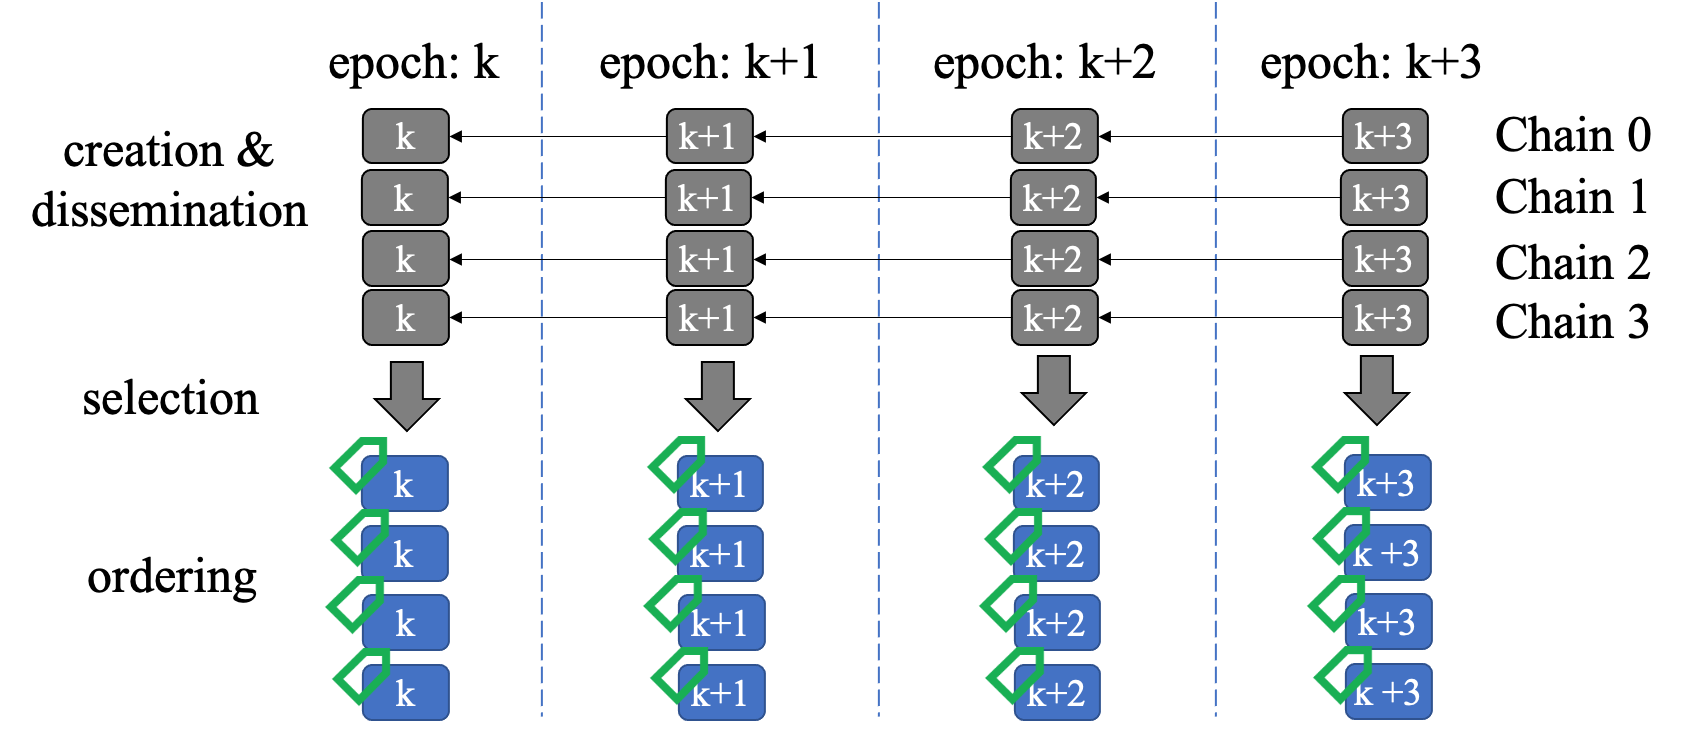 epoch: k epoch: k+1 epoch: k+2 epoch: k+3
k k+1 k+2 k+3 Chain 0
creation &
k k+1 k+2 k+3 Chain 1
dissemination
k k+1 k+2 k+3 Chain 2
k k+1 k+2 k+3 Chain 3
selection
k k+1 k+2 k+3
k k+1 k+2 k +3
ordering
k k+1 k+2 k+3
k k+1 k+2 k +3